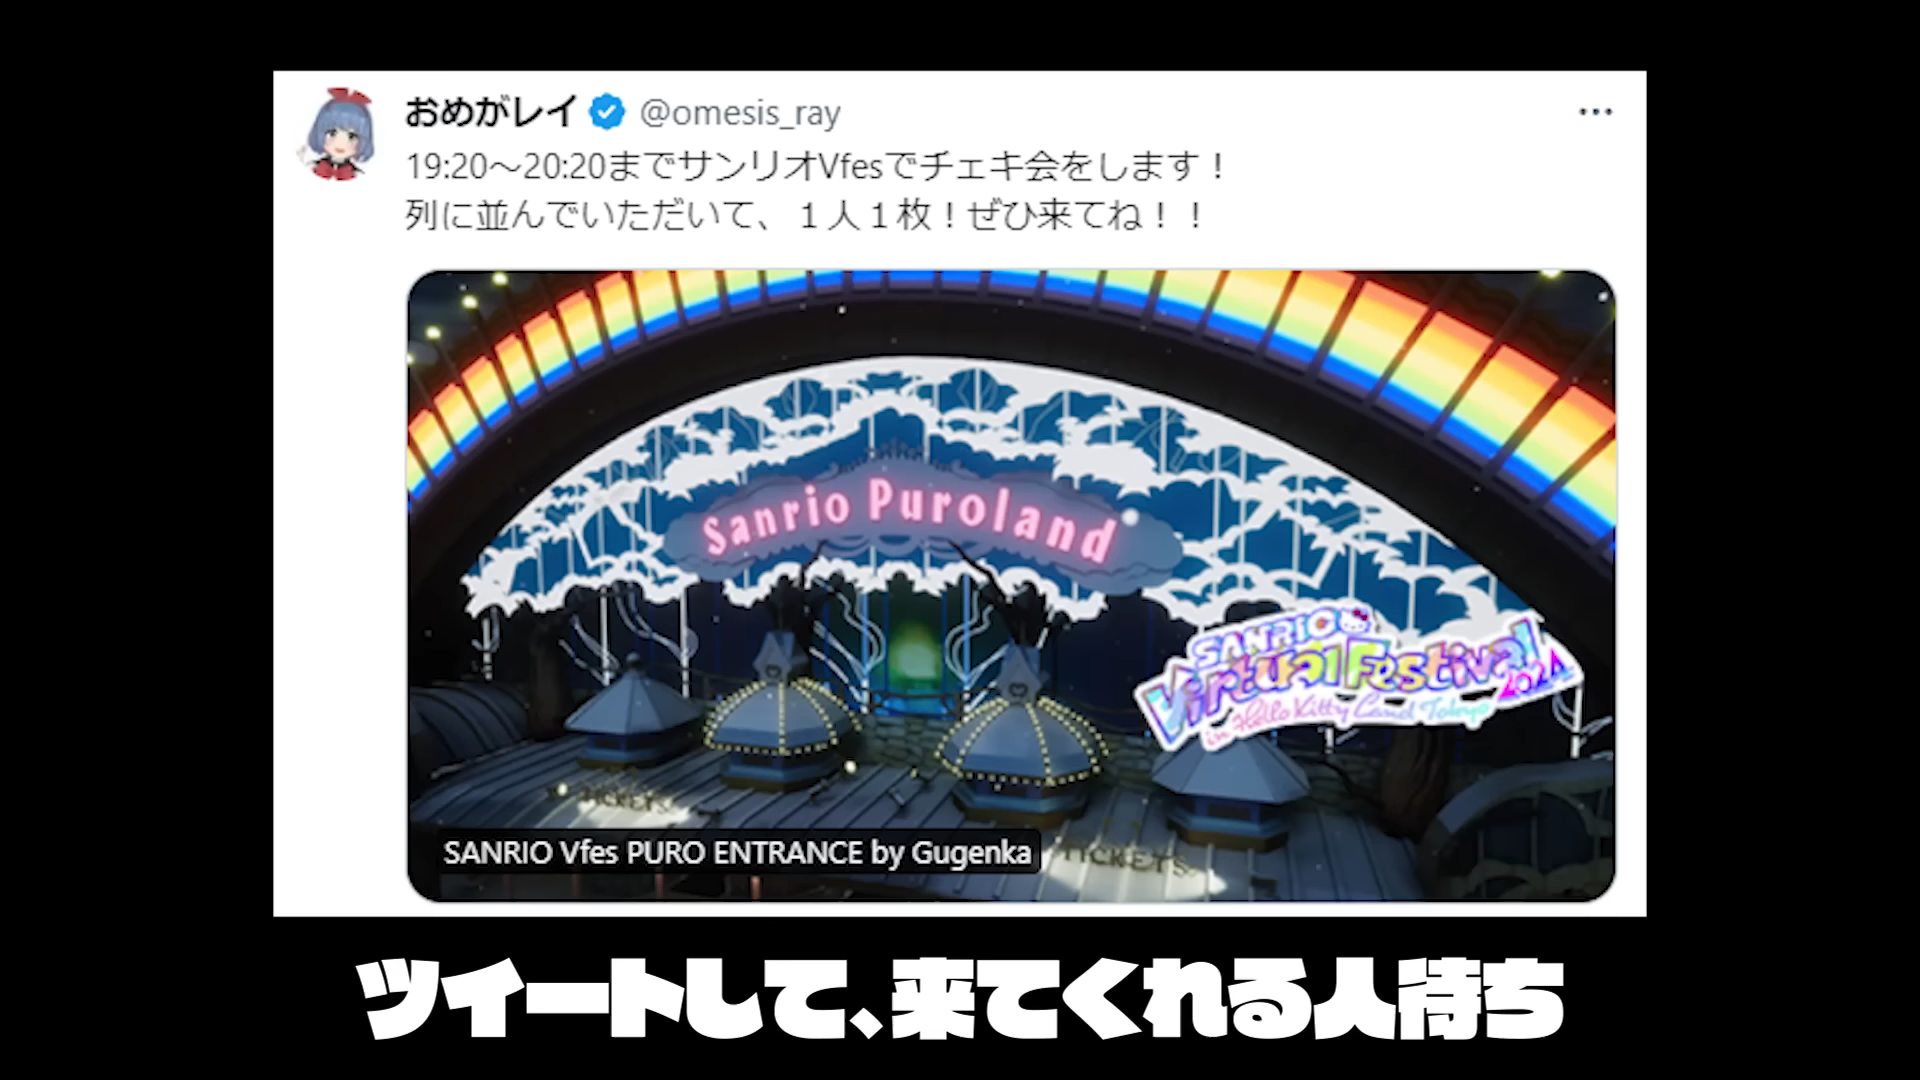 おめがレイ @omesis_ray
19:20～20:20までサンリオVfesでチェキ会をします！
列に並んでいただいて、１人１枚！ぜひ来てね！！
Sanrio Puroland
SANRIO
Virtual Festival
2024
in Hello Kitty Land Tokyo
TICKETS
SANRIO Vfes PURO ENTRANCE by Gugenka
TICKETS
ツイートして、来てくれる人待ち